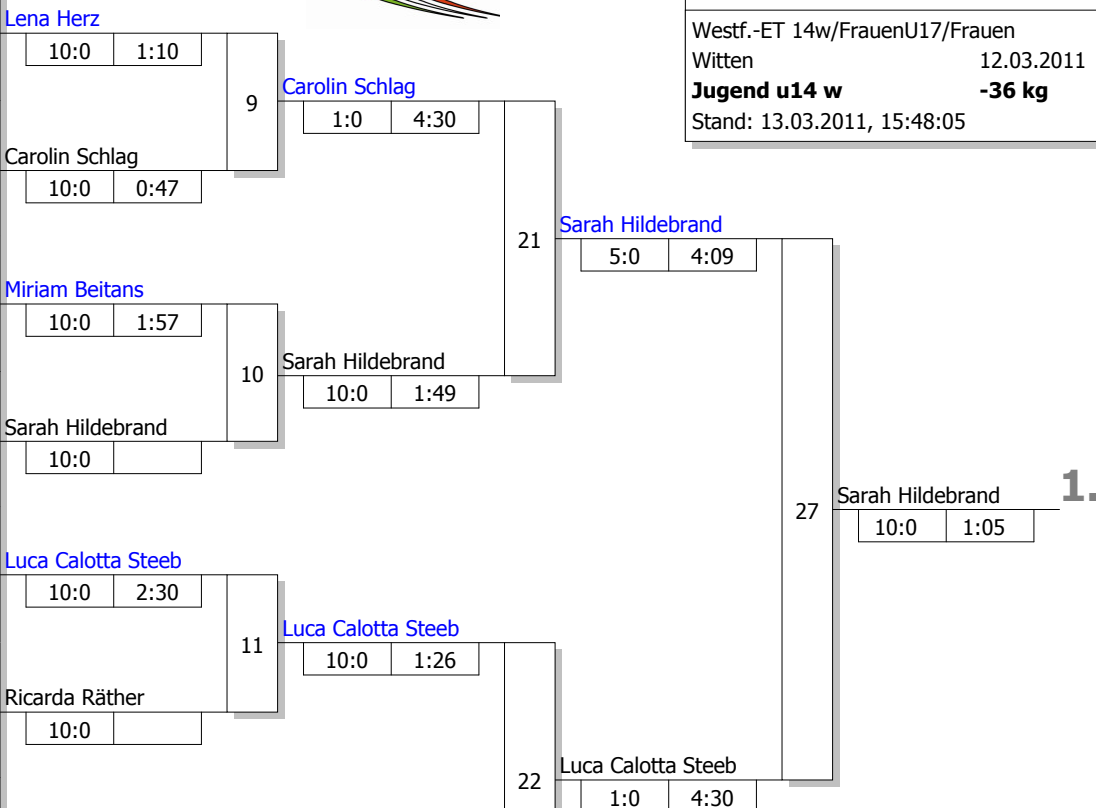 Lena Herz
10:0 1:10
9
Carolin Schlag
1:0 4:30
Carolin Schlag
10:0 0:47
Westf.-ET 14w/FrauenU17/Frauen
Witten 12.03.2011
Jugend u14 w -36 kg
Stand: 13.03.2011, 15:48:05
21
Sarah Hildebrand
5:0 4:09
Miriam Beitans
10:0 1:57
10
Sarah Hildebrand
10:0 1:49
Sarah Hildebrand
10:0
27
Sarah Hildebrand 1.
10:0 1:05
Luca Calotta Steeb
10:0 2:30
11
Luca Calotta Steeb
10:0 1:26
Ricarda Räther
10:0
22
Luca Calotta Steeb
1:0 4:30